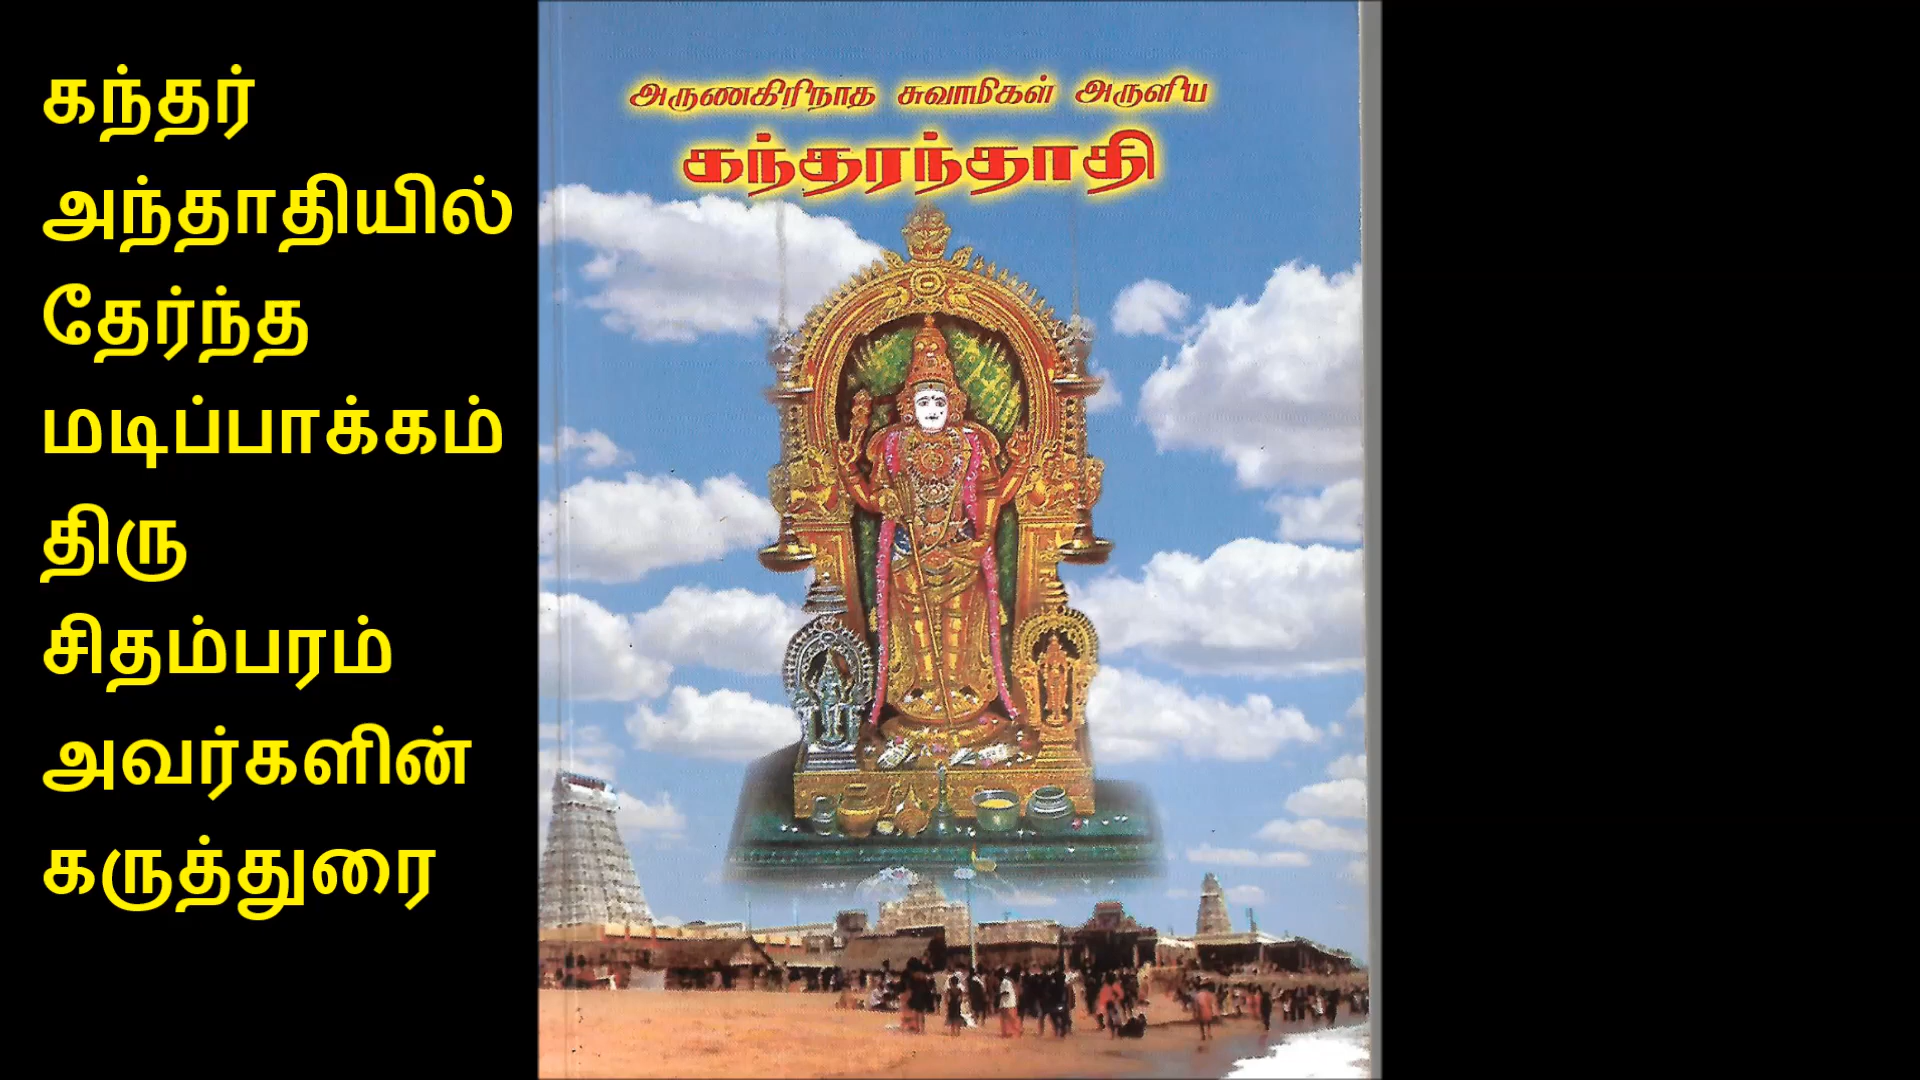 கந்தர்
அந்தாதியில்
தேர்ந்த
மடிப்பாக்கம்
திரு
சிதம்பரம்
அவர்களின்
கருத்துரை
அருணகிரிநாத சுவாமிகள் அருளிய
கந்தரந்தாதி